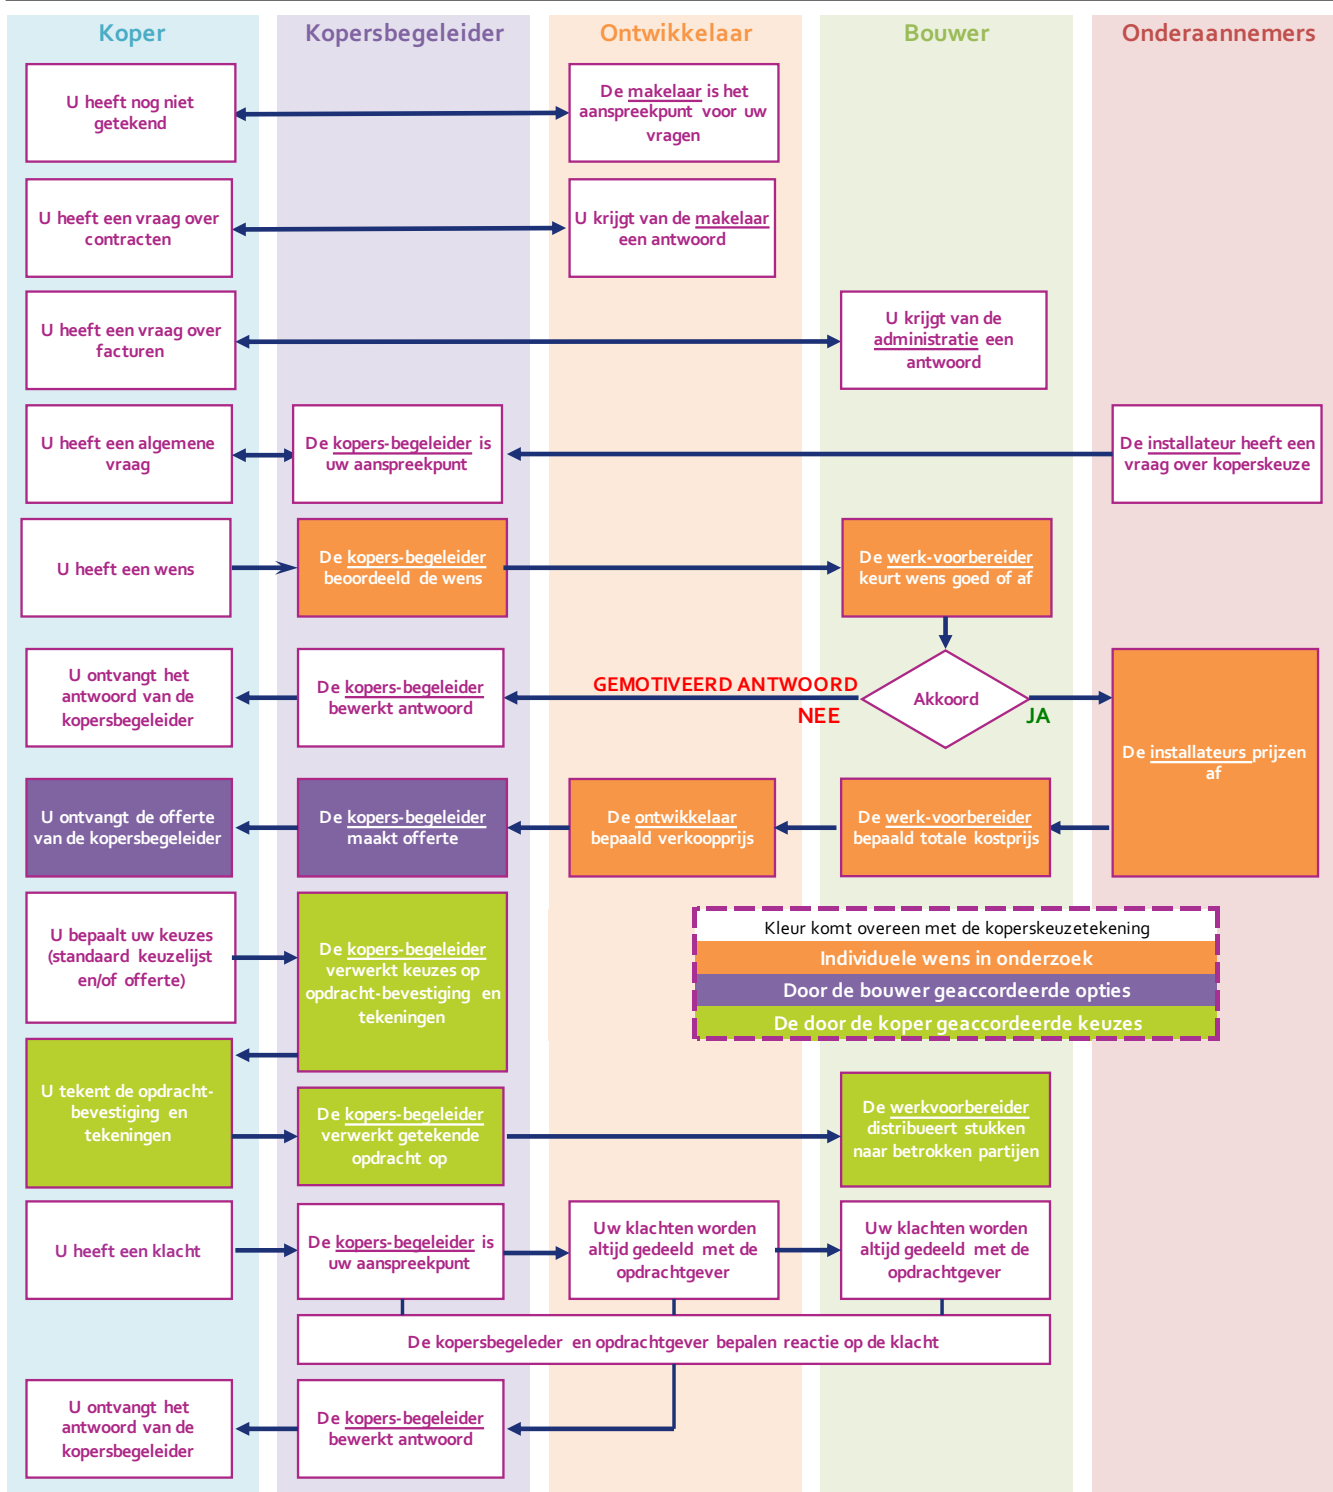 Koper
Kopersbegeleider
Ontwikkelaar
Bouwer
Onderaannemers
U heeft nog niet
getekend
De makelaar is het
aanspreekpunt voor uw
vragen
U heeft een vraag over
contracten
U krijgt van de makelaar
een antwoord
U heeft een vraag over
facturen
U krijgt van de
administratie een
antwoord
U heeft een algemene
vraag
De kopers-begeleider is
uw aanspreekpunt
De installateur heeft een
vraag over koperskeuze
U heeft een wens
De kopers-begeleider
beoordeeld de wens
De werk-voorbereider
keurt wens goed of af
U ontvangt het
antwoord van de
kopersbegeleider
De kopers-begeleider
bewerkt antwoord
GEMOTIVEERD ANTWOORD
NEE
Akkoord
JA
De installateurs prijzen
af
U ontvangt de offerte
van de kopersbegeleider
De kopers-begeleider
maakt offerte
De ontwikkelaar
bepaald verkoopprijs
De werk-voorbereider
bepaald totale kostprijs
U bepaalt uw keuzes
(standaard keuzelijst
en/of offerte)
De kopers-begeleider
verwerkt keuzes op
opdracht-bevestiging en
tekeningen
Kleur komt overeen met de koperskeuzetekening
Individuele wens in onderzoek
Door de bouwer geaccordeerde opties
De door de koper geaccordeerde keuzes
U tekent de opdracht-
bevestiging en
tekeningen
De kopers-begeleider
verwerkt getekende
opdracht op
De werkvoorbereider
distribueert stukken
naar betrokken partijen
U heeft een klacht
De kopers-begeleider is
uw aanspreekpunt
Uw klachten worden
altijd gedeeld met de
opdrachtgever
Uw klachten worden
altijd gedeeld met de
opdrachtgever
De kopersbegeleder en opdrachtgever bepalen reactie op de klacht
U ontvangt het
antwoord van de
kopersbegeleider
De kopers-begeleider
bewerkt antwoord